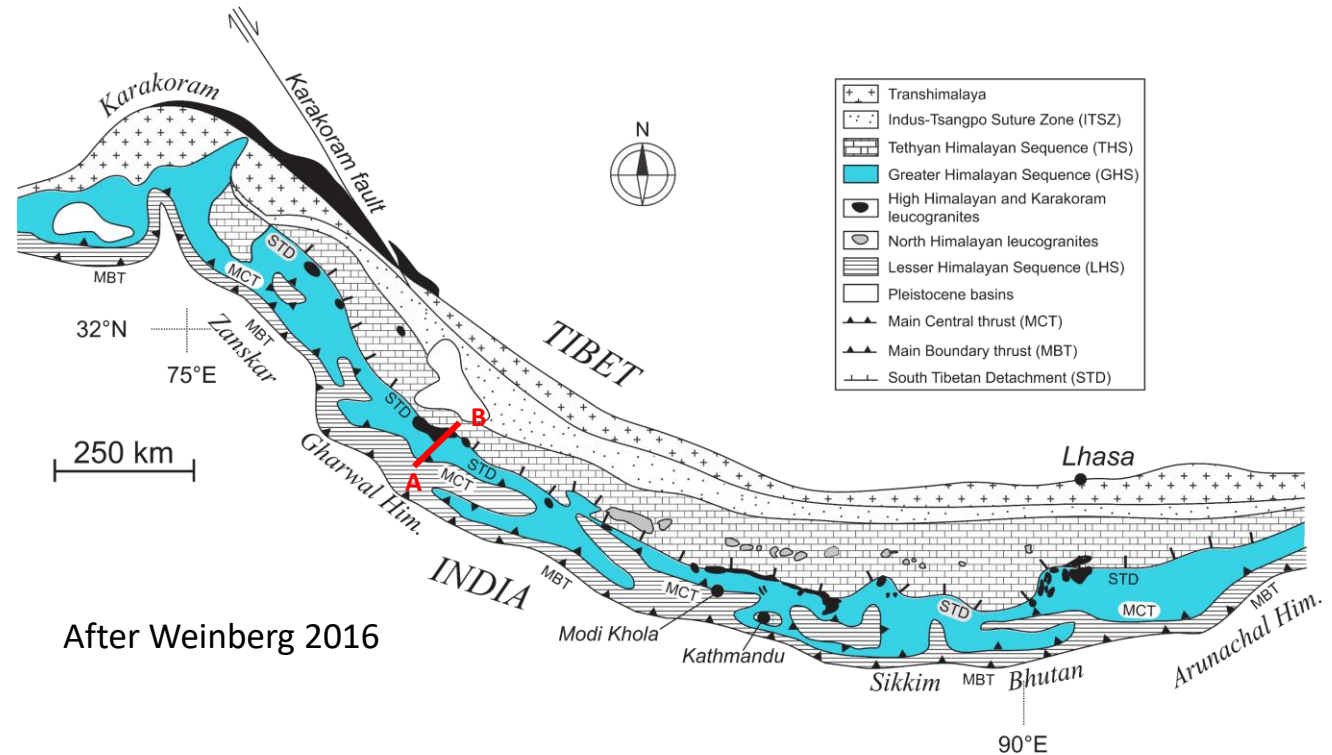 Karakoram
Karakoram fault
N
Transhimalaya
Indus-Tsangpo Suture Zone (ITSZ)
Tethyan Himalayan Sequence (THS)
Greater Himalayan Sequence (GHS)
High Himalayan and Karakoram
leucogranites
North Himalayan leucogranites
Lesser Himalayan Sequence (LHS)
Pleistocene basins
Main Central thrust (MCT)
Main Boundary thrust (MBT)
South Tibetan Detachment (STD)
STD
MCT
MBT
32°N
75°E
MBT
Zanskar
TIBET
250 km
STD
B
A
MCT
STD
Gharwal Him.
INDIA
MBT
Lhasa
MCT
Modi Khola
Kathmandu
STD
STD
MCT
MBT
Sikkim
MBT
Bhutan
Arunachal Him.
90°E
After Weinberg 2016